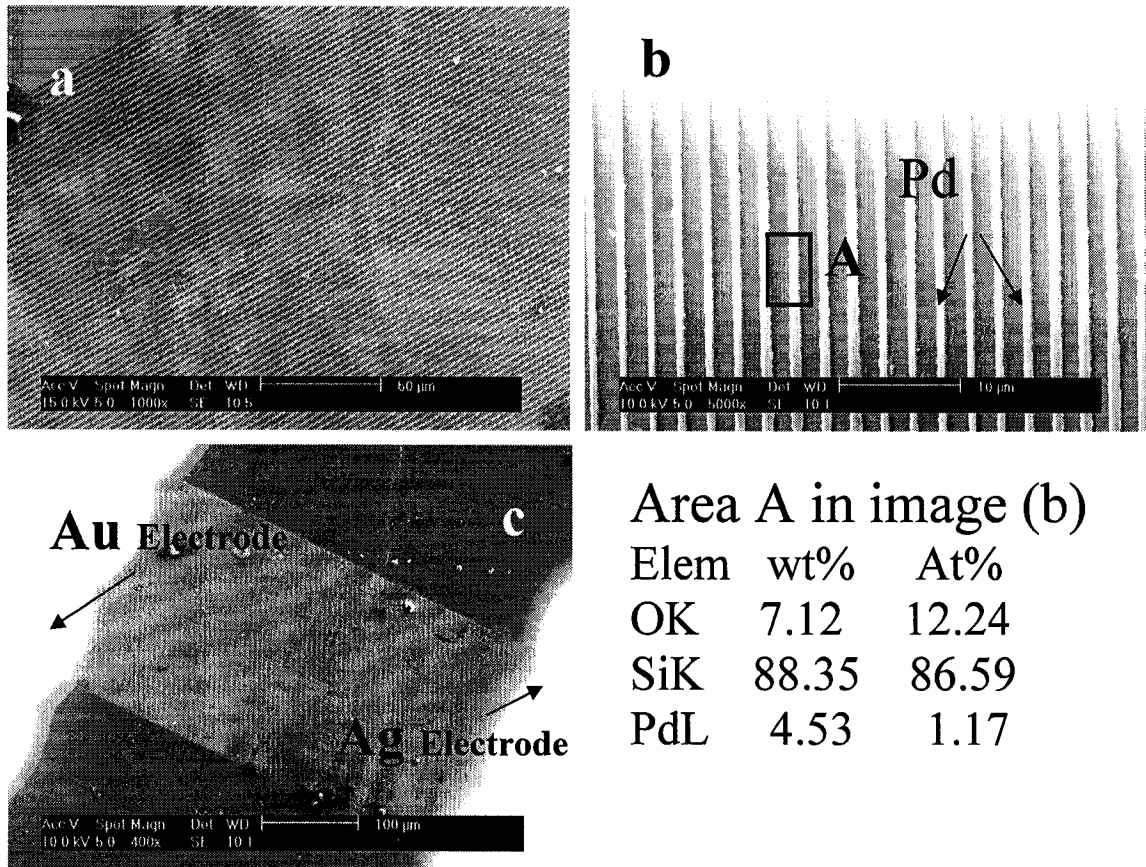 a
Acc.V Spot Magn Det WD 50 µm
15.0 kV 5.0 1000x SE 10.5
b
Pd
A
Acc.V Spot Magn Det WD 10 µm
10.0 kV 5.0 5000x SE 10.1
c
Au Electrode
Ag Electrode
Acc.V Spot Magn Det WD 100 µm
10.0 kV 5.0 400x SE 10.1
Area A in image (b)
Elem wt% At%
OK 7.12 12.24
SiK 88.35 86.59
PdL 4.53 1.17